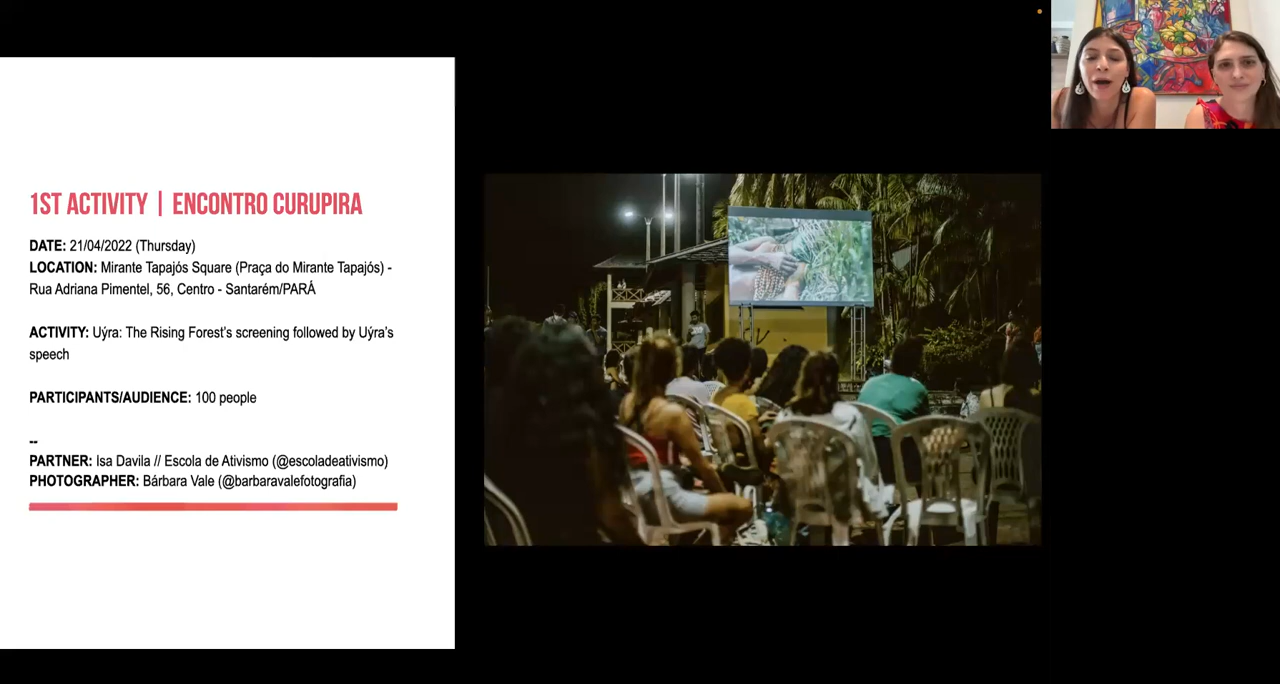 1ST ACTIVITY | ENCONTRO CURUPIRA
DATE: 21/04/2022 (Thursday)
LOCATION: Mirante Tapajós Square (Praça do Mirante Tapajós) -
Rua Adriana Pimentel, 56, Centro - Santarém/PARÁ
ACTIVITY: Uýra: The Rising Forest's screening followed by Uýra's
speech
PARTICIPANTS/AUDIENCE: 100 people
--
PARTNER: Isa Davila // Escola de Ativismo (@escoladeativismo)
PHOTOGRAPHER: Bárbara Vale (@barbaravalefotografia)